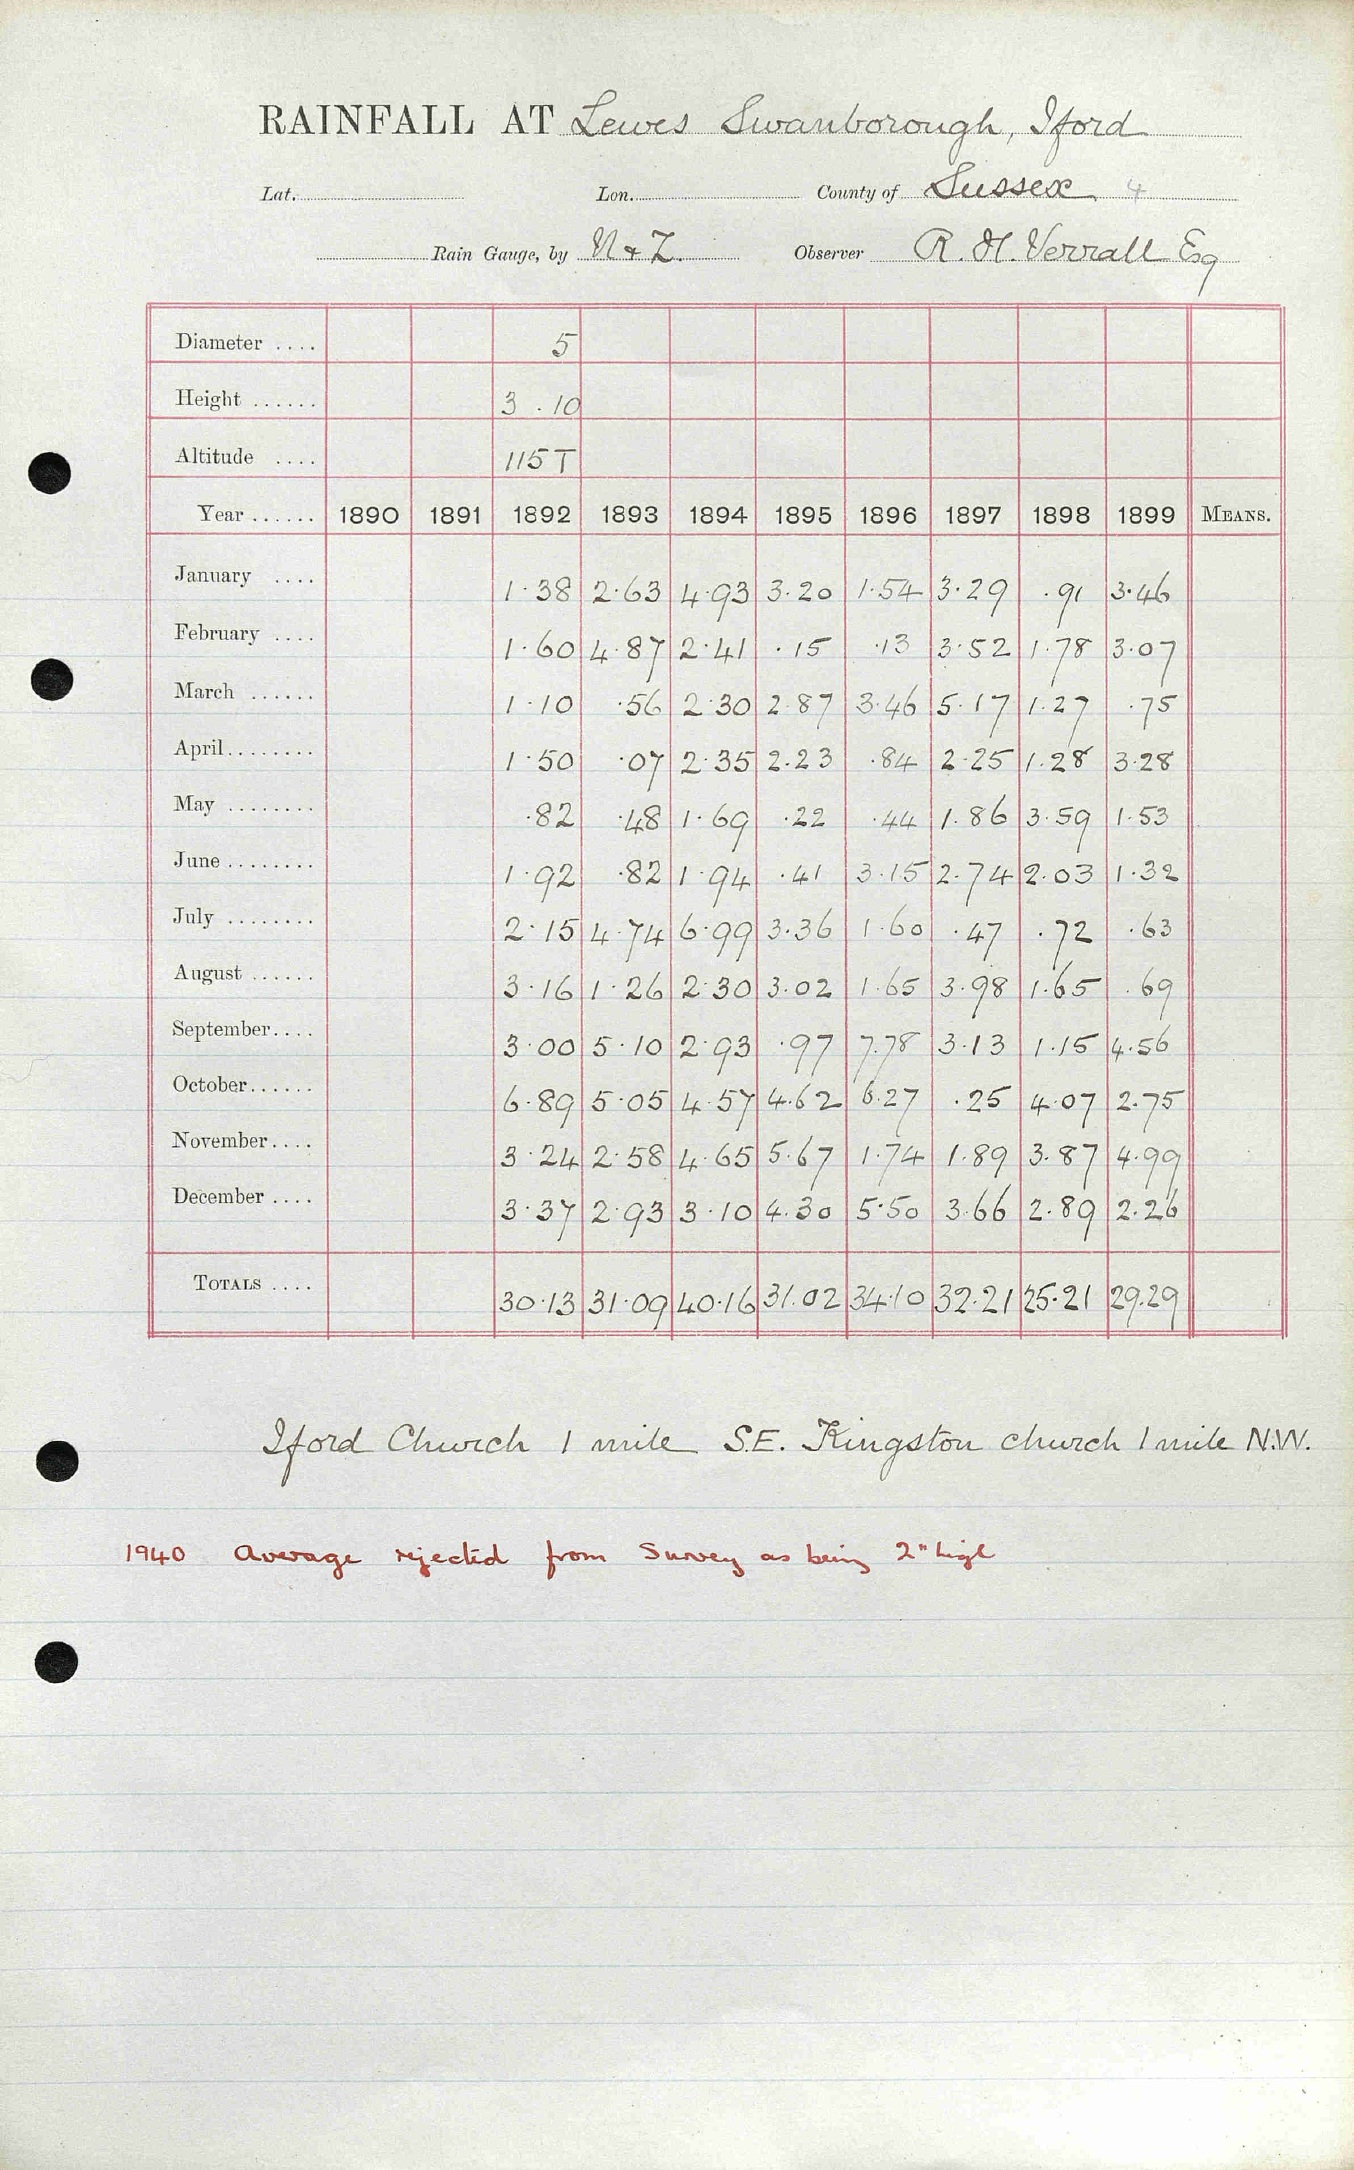 RAINFALL AT Lewes Swanborough, Iford
Lat. Lon. County of Sussex 4
Rain Gauge, by N & Z. Observer R. H. Verrall Esq
Diameter .... 5
Height ...... 3 . 10
Altitude .... 115 T
Year ...... 1890 1891 1892 1893 1894 1895 1896 1897 1898 1899 MEANS.
January .... 1.38 2.63 4.93 3.20 1.54 3.29 .91 3.46
February .... 1.60 4.87 2.41 .15 .13 3.52 1.78 3.07
March ...... 1.10 .56 2.30 2.87 3.46 5.17 1.27 .75
April........ 1.50 .07 2.35 2.23 .84 2.25 1.28 3.28
May ........ .82 .48 1.69 .22 .44 1.86 3.59 1.53
June ........ 1.92 .82 1.94 .41 3.15 2.74 2.03 1.32
July ........ 2.15 4.74 6.99 3.36 1.60 .47 .72 .63
August ...... 3.16 1.26 2.30 3.02 1.65 3.98 1.65 .69
September.... 3.00 5.10 2.93 .97 7.78 3.13 1.15 4.56
October...... 6.89 5.05 4.57 4.62 6.27 .25 4.07 2.75
November.... 3.24 2.58 4.65 5.67 1.74 1.89 3.87 4.99
December .... 3.37 2.93 3.10 4.30 5.50 3.66 2.89 2.26
TOTALS .... 30.13 31.09 40.16 31.02 34.10 32.21 25.21 29.29
Iford Church 1 mile S.E. Kingston church 1 mile N.W.
1940 Average rejected from Survey as being 2" high